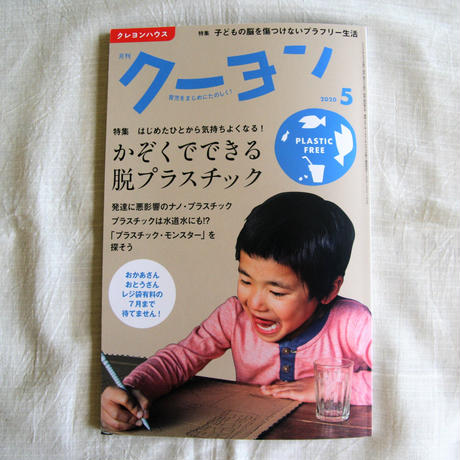 クレヨンハウス
特集 子どもの脳を傷つけないプラフリー生活
月刊
クーヨン
育児をまじめにたのしく!
2020 5
特集 はじめたひとから気持ちよくなる!
かぞくでできる
脱プラスチック
PLASTIC
FREE
発達に悪影響のナノ・プラスチック
プラスチックは水道水にも!?
「プラスチック・モンスター」を
探そう
おかあさん
おとうさん
レジ袋有料の
7月まで
待てません!